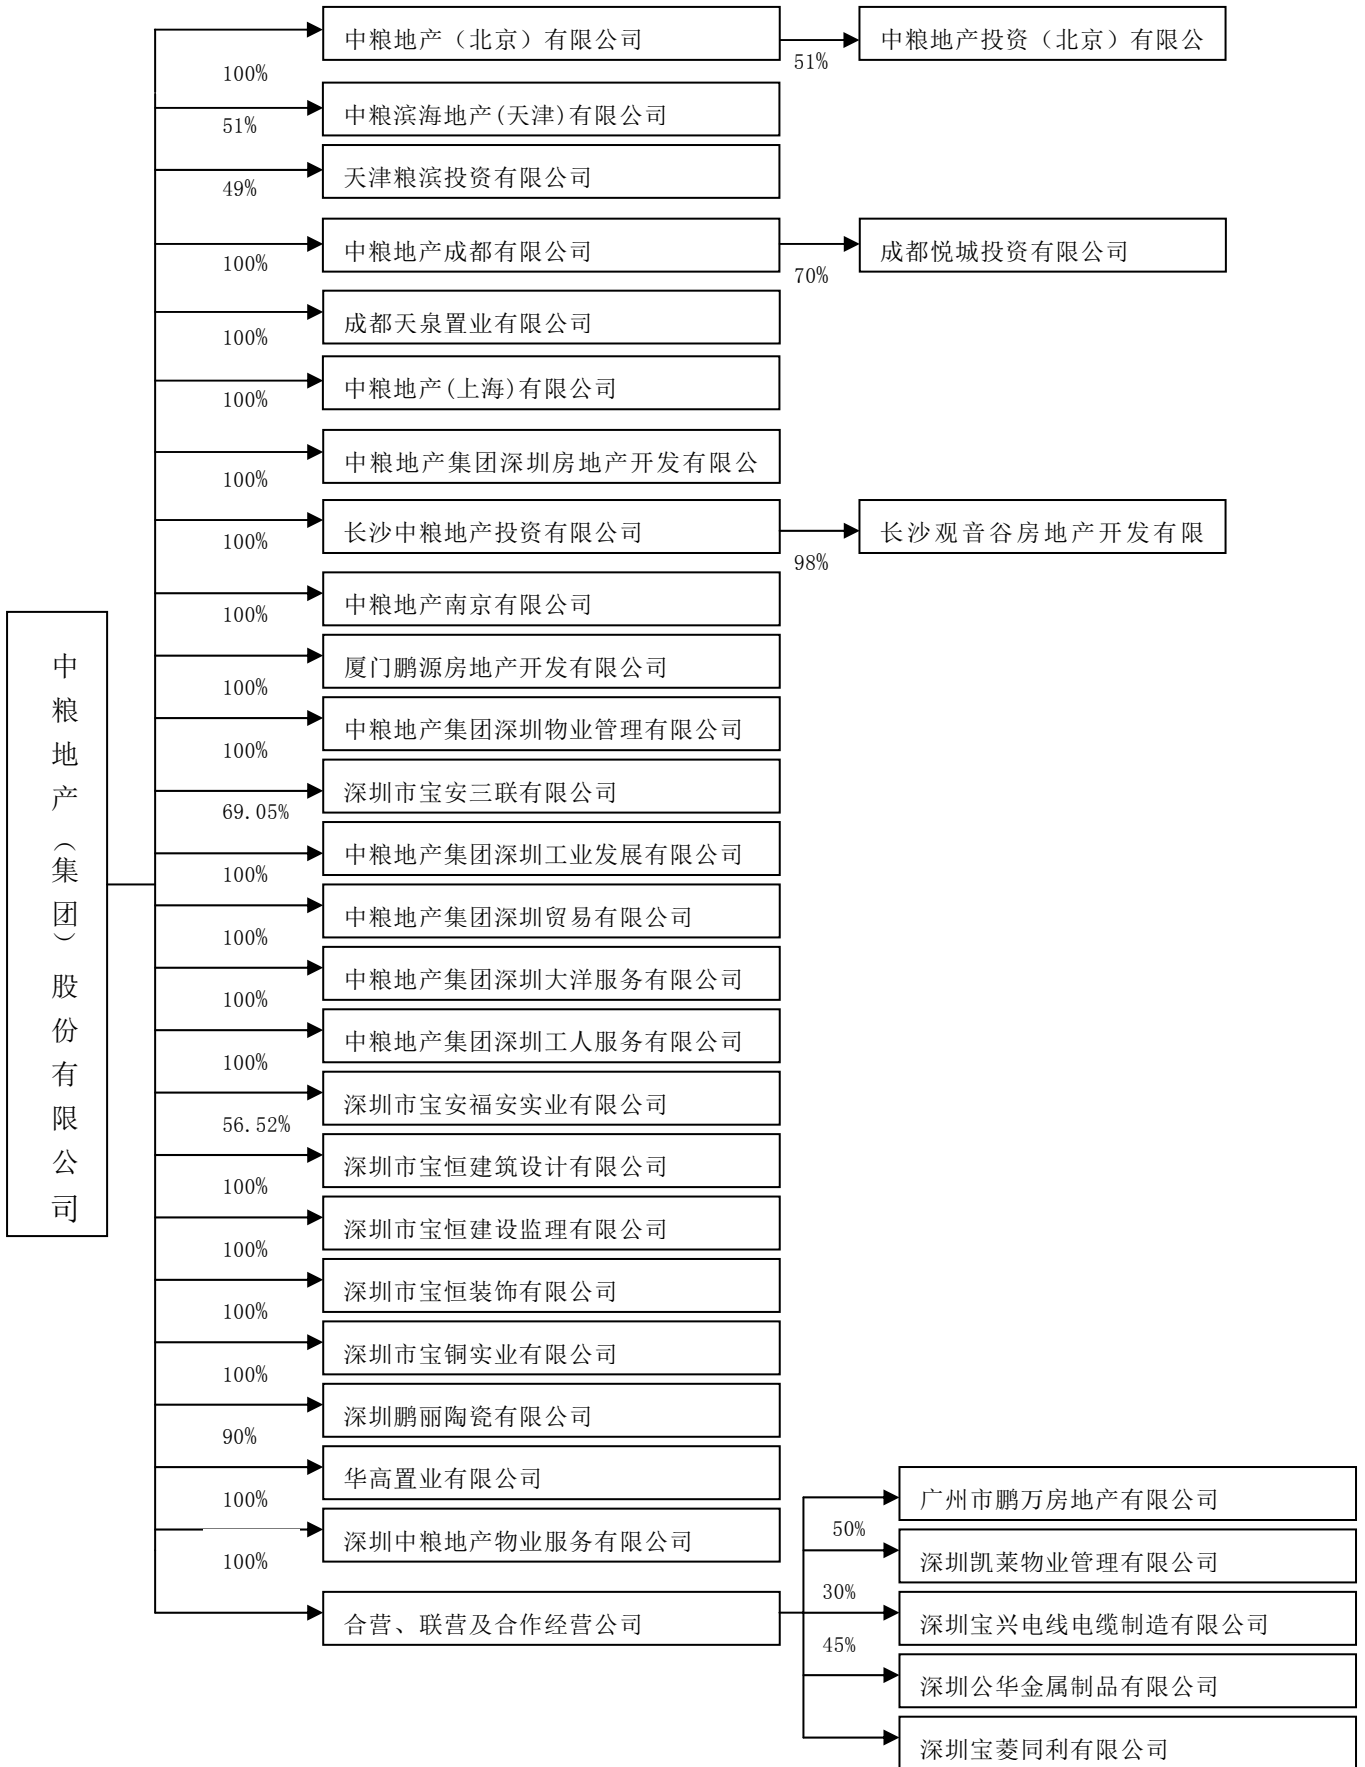 中粮地产（集团）股份有限公司
中粮地产（北京）有限公司
51%
中粮地产投资（北京）有限公
100%
中粮滨海地产(天津)有限公司
51%
天津粮滨投资有限公司
49%
中粮地产成都有限公司
70%
成都悦城投资有限公司
100%
成都天泉置业有限公司
100%
中粮地产(上海)有限公司
100%
中粮地产集团深圳房地产开发有限公
100%
长沙中粮地产投资有限公司
98%
长沙观音谷房地产开发有限
100%
中粮地产南京有限公司
100%
厦门鹏源房地产开发有限公司
100%
中粮地产集团深圳物业管理有限公司
100%
深圳市宝安三联有限公司
69.05%
中粮地产集团深圳工业发展有限公司
100%
中粮地产集团深圳贸易有限公司
100%
中粮地产集团深圳大洋服务有限公司
100%
中粮地产集团深圳工人服务有限公司
100%
深圳市宝安福安实业有限公司
56.52%
深圳市宝恒建筑设计有限公司
100%
深圳市宝恒建设监理有限公司
100%
深圳市宝恒装饰有限公司
100%
深圳市宝铜实业有限公司
100%
深圳鹏丽陶瓷有限公司
90%
华高置业有限公司
100%
深圳中粮地产物业服务有限公司
100%
合营、联营及合作经营公司
广州市鹏万房地产有限公司
50%
深圳凯莱物业管理有限公司
30%
深圳宝兴电线电缆制造有限公司
45%
深圳公华金属制品有限公司
深圳宝菱同利有限公司